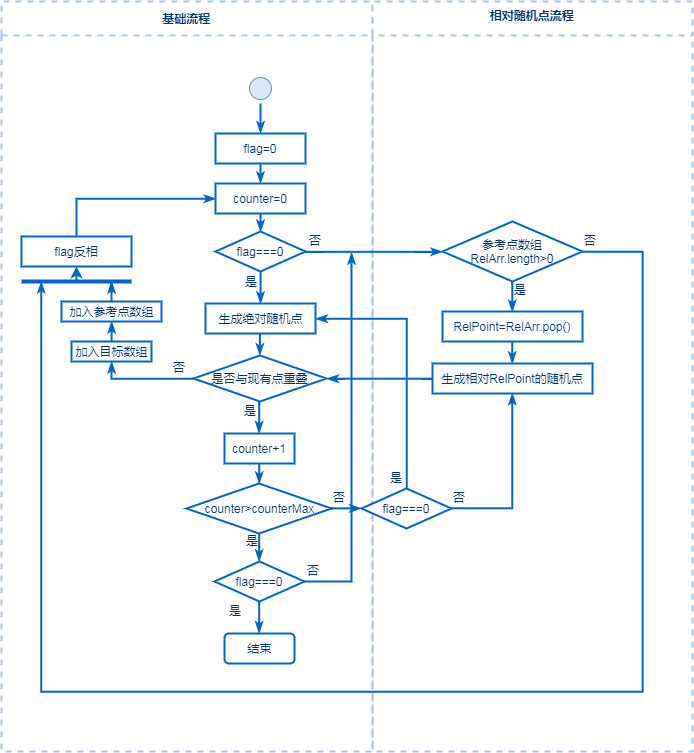 基础流程
相对随机点流程
flag=0
counter=0
flag===0
否
是
参考点数组
RelArr.length>0
否
是
flag反相
加入参考点数组
加入目标数组
生成绝对随机点
RelPoint=RelArr.pop()
否
是否与现有点重叠
生成相对RelPoint的随机点
是
counter+1
counter>counterMax
否
是
是
flag===0
否
flag===0
否
是
结束